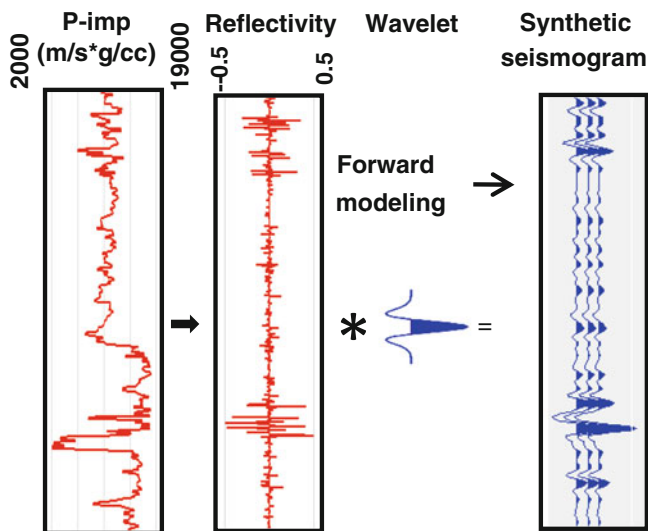 P-imp
(m/s*g/cc)
2000
19000
Reflectivity
--0.5
0.5
Wavelet
Synthetic
seismogram
Forward
modeling
*
=